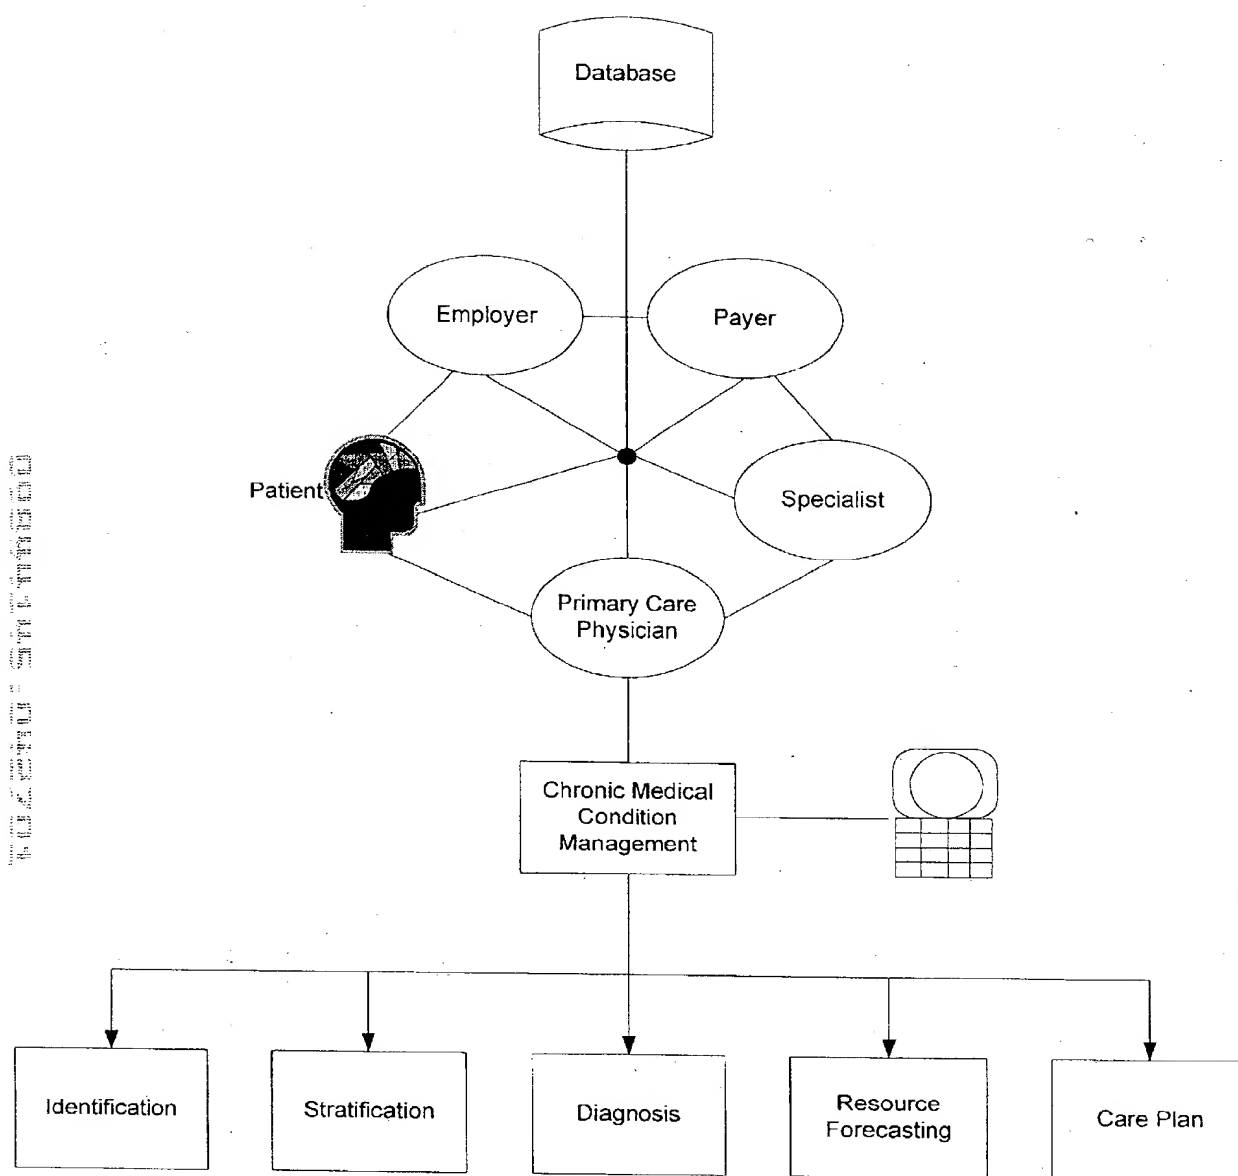 Database
Employer
Payer
Patient
Specialist
Primary Care
Physician
Chronic Medical
Condition
Management
Identification
Stratification
Diagnosis
Resource
Forecasting
Care Plan